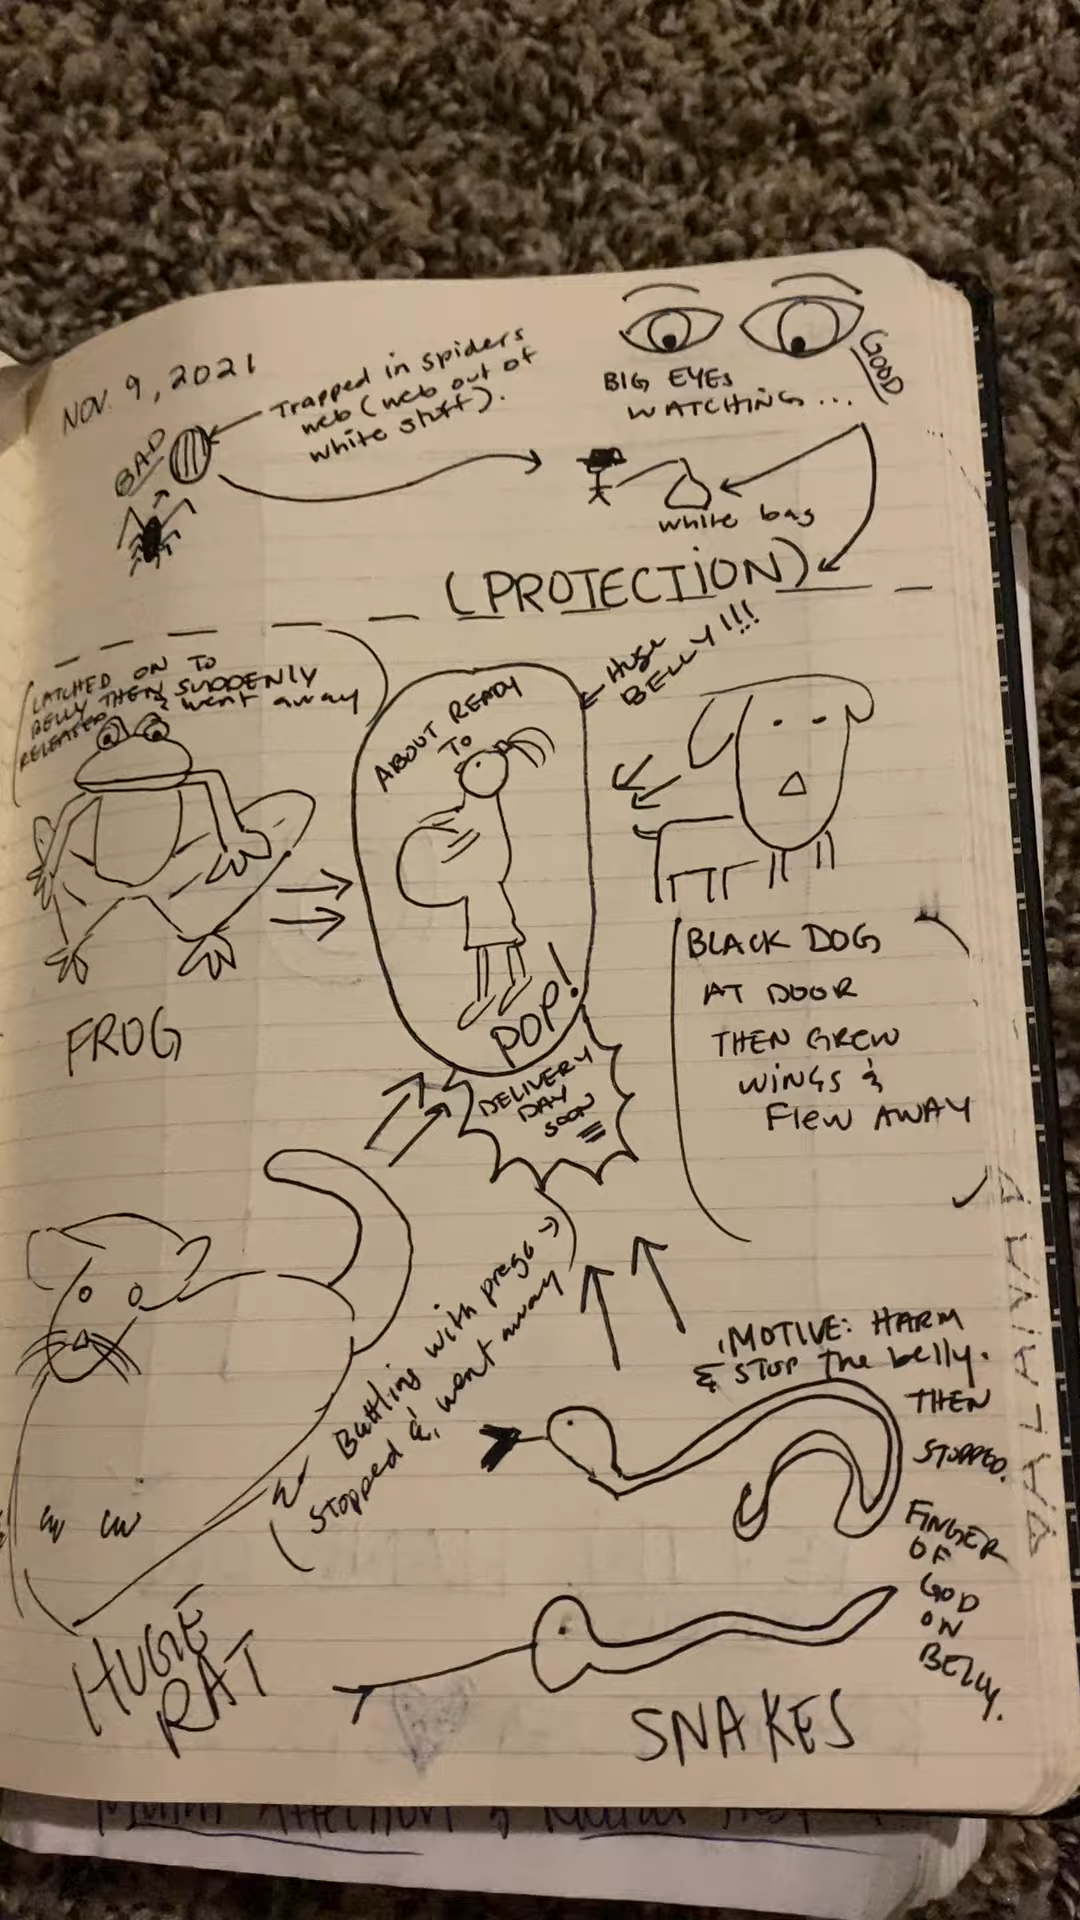 NOV. 9, 2021
BAD
Trapped in spiders
web (web out of
white stuff).
BIG EYES
WATCHING...
GOOD
white bag
(PROTECTION)
LATCHED ON TO
BELLY THEN SUDDENLY
RELEASED & went away
FROG
HUGE
BELLY!!!
ABOUT READY
TO
POP!
DELIVERY
DAY
SOON
BLACK DOG
AT DOOR
THEN GREW
WINGS &
FlEW AWAY
Battling with prego
stopped & went away
HUGE
RAT
MOTIVE: HARM
& STOP The belly.
THEN
STOPPED.
FINGER
OF
GOD
ON
BELLY.
SNAKES